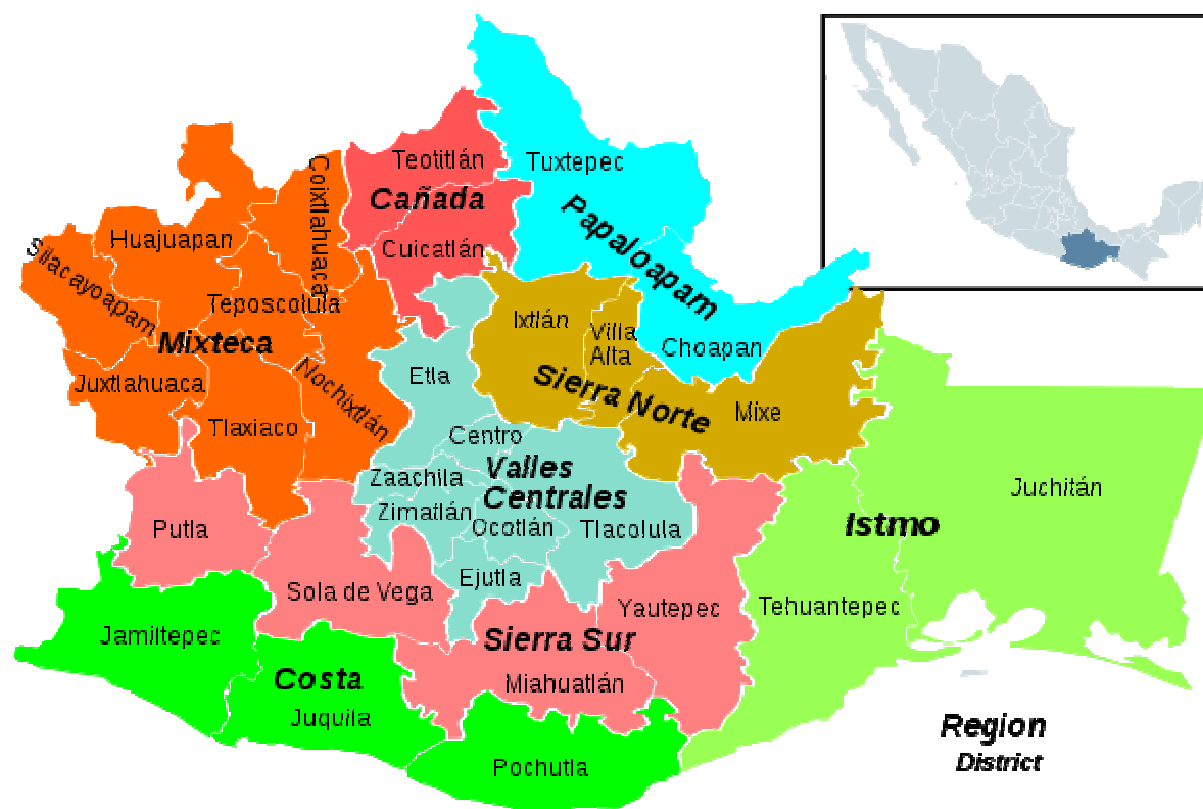 Teotitlán
Tuxtepec
Coixtlahuaca
Cañada
Papaloapam
Huajuapan
Cuicatlán
Silacayoapam
Teposcolula
Ixtlán
Villa
Alta
Choapan
Mixteca
Etla
Sierra Norte
Juxtlahuaca
Nochixtlán
Mixe
Tlaxiaco
Centro
Valles
Centrales
Zaachila
Juchitán
Zimatlán
Ocotlán
Tlacolula
Istmo
Putla
Ejutla
Sola de Vega
Yautepec
Tehuantepec
Jamiltepec
Sierra Sur
Costa
Miahuatlán
Juquila
Region
District
Pochutla